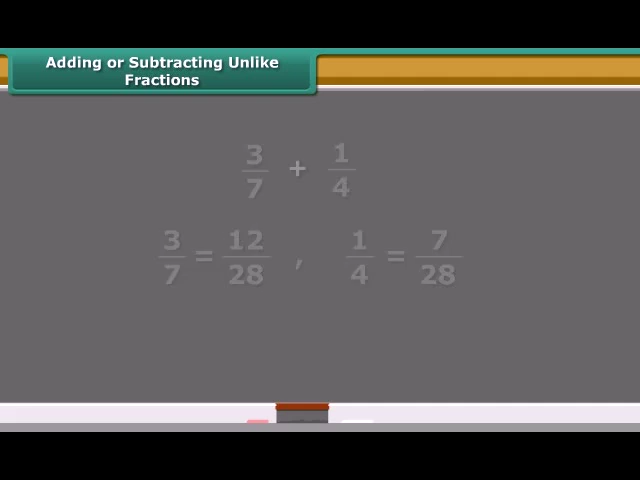 Adding or Subtracting Unlike
Fractions
3/7 + 1/4
3/7 = 12/28 , 1/4 = 7/28